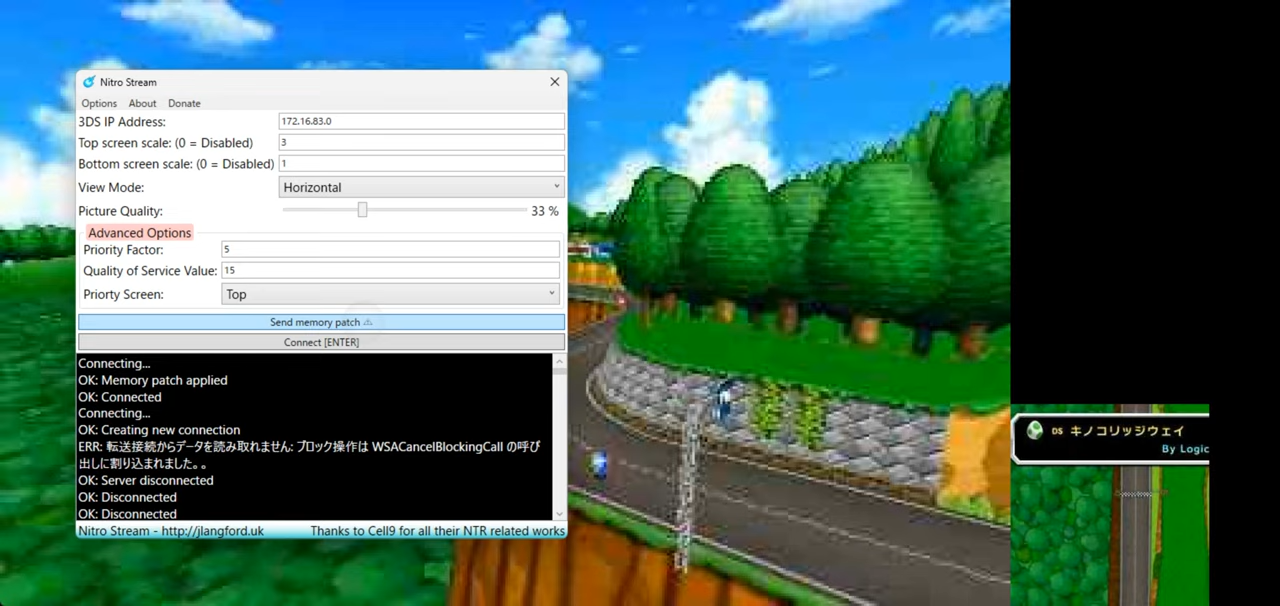 Nitro Stream
Options About Donate
3DS IP Address: 172.16.83.0
Top screen scale: (0 = Disabled) 3
Bottom screen scale: (0 = Disabled) 1
View Mode: Horizontal
Picture Quality: 33 %
Advanced Options
Priority Factor: 5
Quality of Service Value: 15
Priorty Screen: Top
Send memory patch ⚠
Connect [ENTER]
Connecting...
OK: Memory patch applied
OK: Connected
Connecting...
OK: Creating new connection
ERR: 転送接続からデータを読み取れません: ブロック操作は WSACancelBlockingCall の呼び
出しに割り込まれました。。
OK: Server disconnected
OK: Disconnected
OK: Disconnected
Nitro Stream - http://jlangford.uk Thanks to Cell9 for all their NTR related works
DS キノコリッジウェイ
By Logic